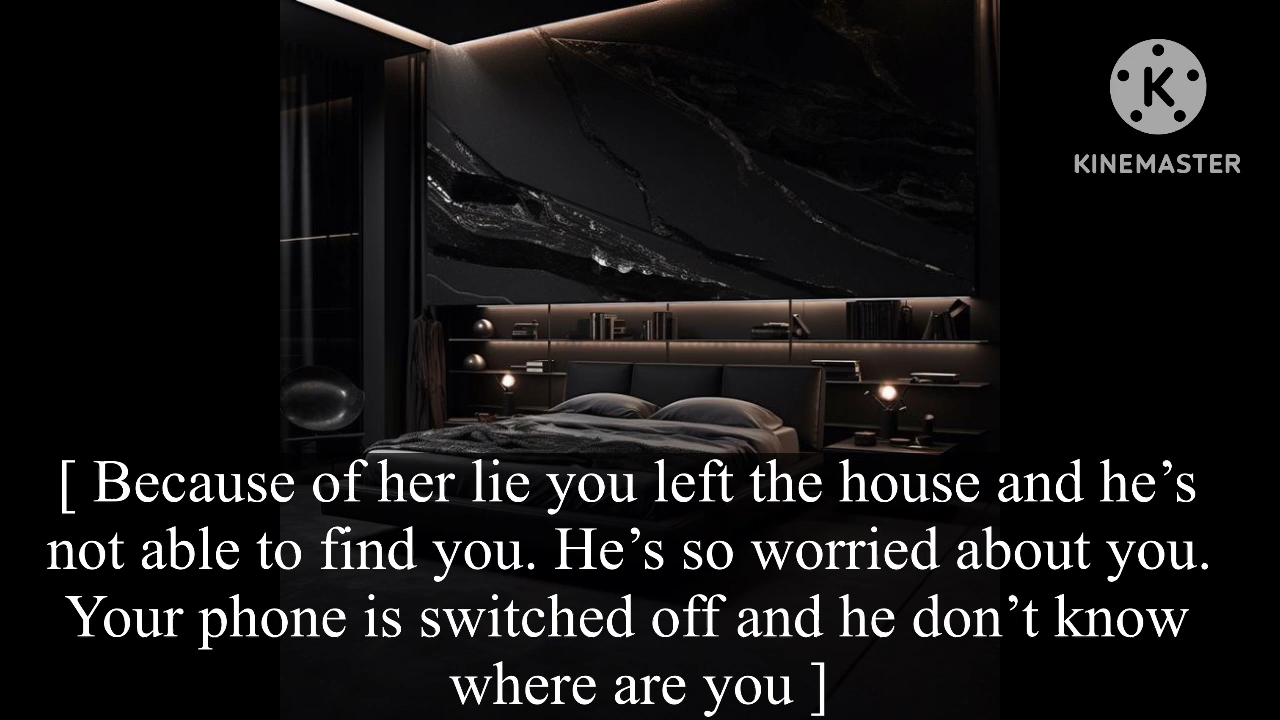 K
KINEMASTER
[ Because of her lie you left the house and he’s
not able to find you. He’s so worried about you.
Your phone is switched off and he don’t know
where are you ]